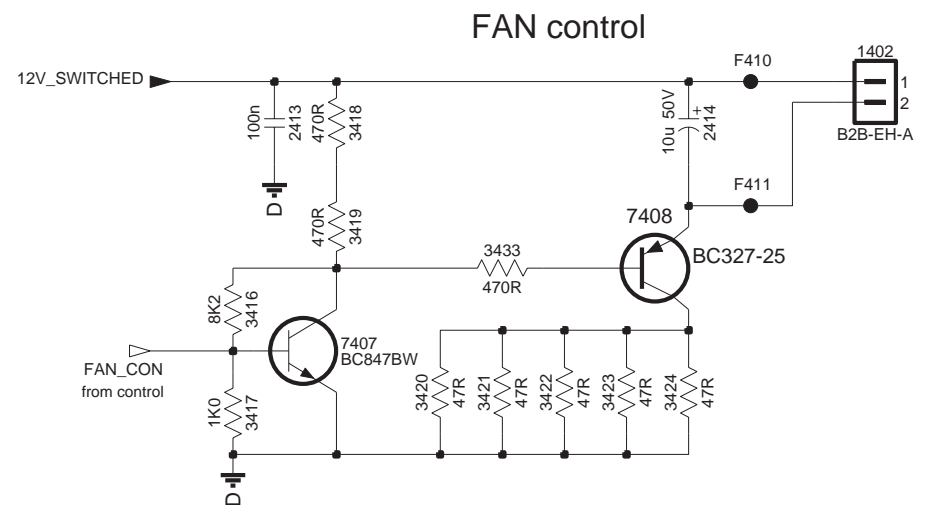 FAN control
12V_SWITCHED
100n
2413
470R
3418
10u 50V
+
2414
F410
1402
1
2
B2B-EH-A
D
470R
3419
F411
7408
BC327-25
3433
470R
8K2
3416
7407
BC847BW
FAN_CON
from control
1K0
3417
3420
47R
3421
47R
3422
47R
3423
47R
3424
47R
D